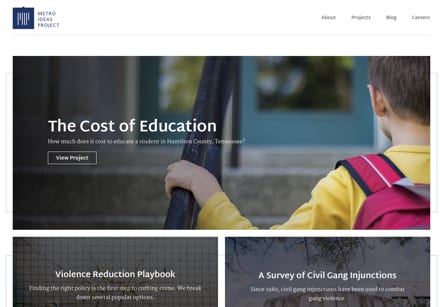 METRO
IDEAS
PROJECT
About Projects Blog Careers
The Cost of Education
How much does it cost to educate a student in Hamilton County, Tennessee?
View Project
Violence Reduction Playbook
Finding the right policy is the first step to curbing crime. We break
down several popular options.
A Survey of Civil Gang Injunctions
Since 1980, civil gang injunctions have been used to combat
gang violence.